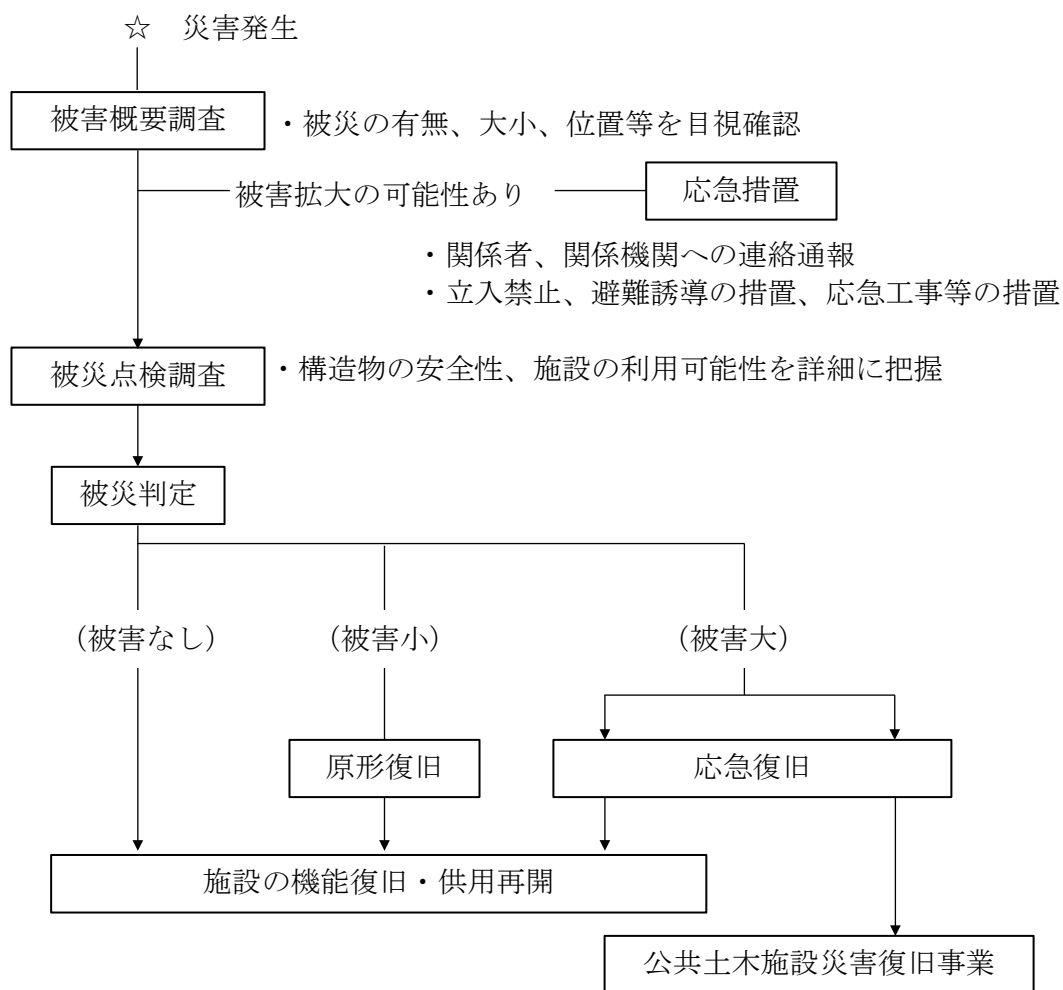 ☆ 災害発生
被害概要調査
・被災の有無、大小、位置等を目視確認
被害拡大の可能性あり
応急措置
・関係者、関係機関への連絡通報
・立入禁止、避難誘導の措置、応急工事等の措置
被災点検調査
・構造物の安全性、施設の利用可能性を詳細に把握
被災判定
（被害なし）
（被害小）
（被害大）
原形復旧
応急復旧
施設の機能復旧・供用再開
公共土木施設災害復旧事業